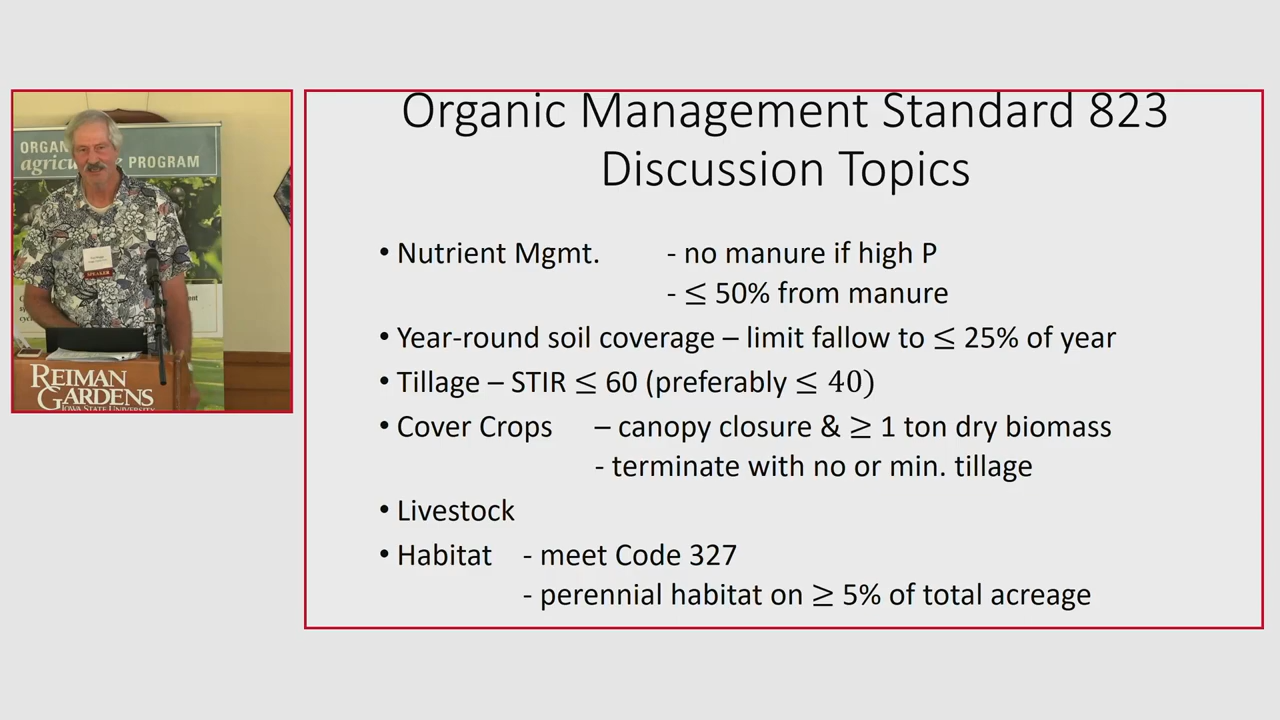 ORGAN
agricu PROGRAM
SPEAKER
REIMAN
GARDENS
IOWA STATE UNIVERSITY
Organic Management Standard 823
Discussion Topics
• Nutrient Mgmt. - no manure if high P
- ≤ 50% from manure
• Year-round soil coverage – limit fallow to ≤ 25% of year
• Tillage – STIR ≤ 60 (preferably ≤ 40)
• Cover Crops – canopy closure & ≥ 1 ton dry biomass
- terminate with no or min. tillage
• Livestock
• Habitat - meet Code 327
- perennial habitat on ≥ 5% of total acreage